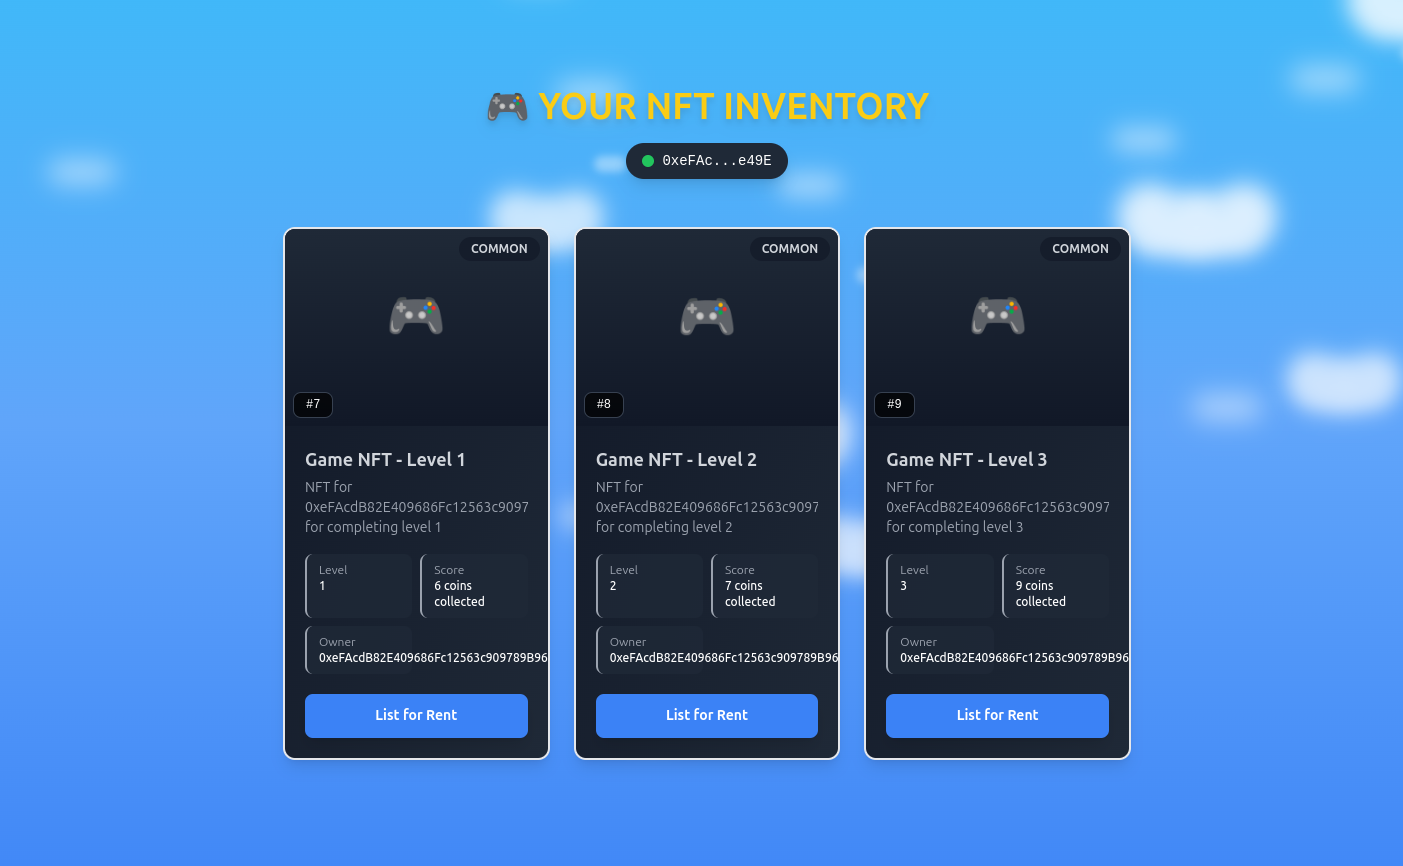 YOUR NFT INVENTORY
0xeFAc...e49E
COMMON
#7
Game NFT - Level 1
NFT for
0xeFAcdB82E409686Fc12563c9097
for completing level 1
Level
1
Score
6 coins
collected
Owner
0xeFAcdB82E409686Fc12563c909789B96
List for Rent
COMMON
#8
Game NFT - Level 2
NFT for
0xeFAcdB82E409686Fc12563c9097
for completing level 2
Level
2
Score
7 coins
collected
Owner
0xeFAcdB82E409686Fc12563c909789B96
List for Rent
COMMON
#9
Game NFT - Level 3
NFT for
0xeFAcdB82E409686Fc12563c9097
for completing level 3
Level
3
Score
9 coins
collected
Owner
0xeFAcdB82E409686Fc12563c909789B96
List for Rent